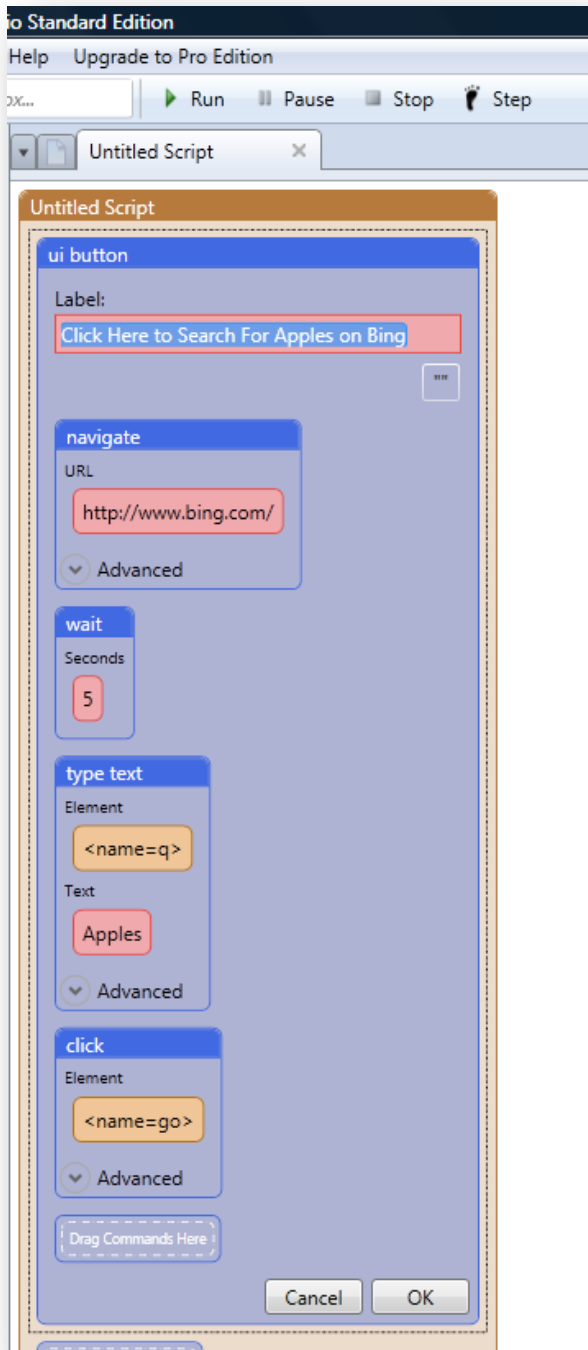 io Standard Edition
Help Upgrade to Pro Edition
ox... Run Pause Stop Step
Untitled Script
Untitled Script
ui button
Label:
Click Here to Search For Apples on Bing
""
navigate
URL
http://www.bing.com/
Advanced
wait
Seconds
5
type text
Element
<name=q>
Text
Apples
Advanced
click
Element
<name=go>
Advanced
Drag Commands Here
Cancel OK